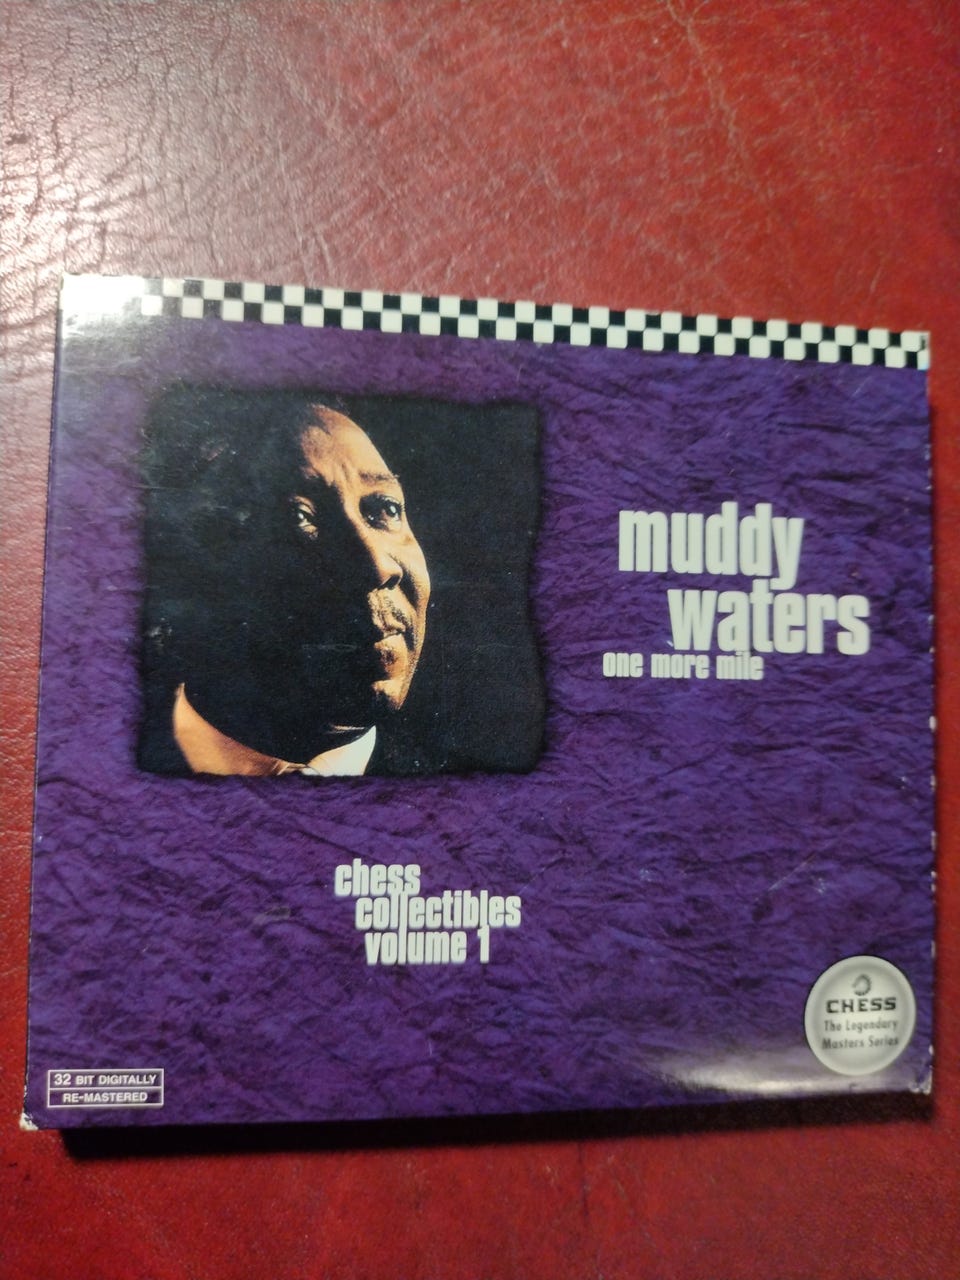 muddy
waters
one more mile
chess
collectibles
volume 1
CHESS
The Legendary
Masters Series
32 BIT DIGITALLY
RE-MASTERED